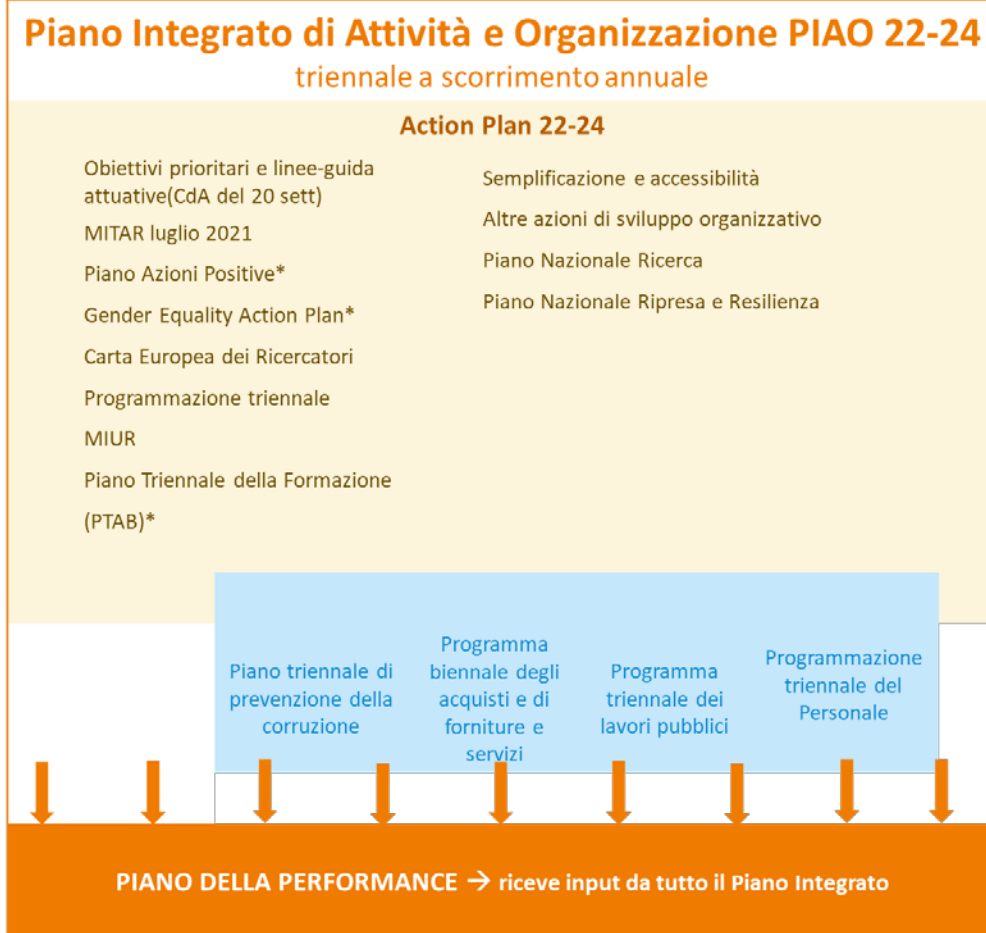 Piano Integrato di Attività e Organizzazione PIAO 22-24
triennale a scorrimento annuale
Action Plan 22-24
Obiettivi prioritari e linee-guida
attuative(CdA del 20 sett)
MITAR luglio 2021
Piano Azioni Positive*
Gender Equality Action Plan*
Carta Europea dei Ricercatori
Programmazione triennale
MIUR
Piano Triennale della Formazione
(PTAB)*
Semplificazione e accessibilità
Altre azioni di sviluppo organizzativo
Piano Nazionale Ricerca
Piano Nazionale Ripresa e Resilienza
Piano triennale di
prevenzione della
corruzione
Programma
biennale degli
acquisti e di
forniture e
servizi
Programma
triennale dei
lavori pubblici
Programmazione
triennale del
Personale
PIANO DELLA PERFORMANCE → riceve input da tutto il Piano Integrato